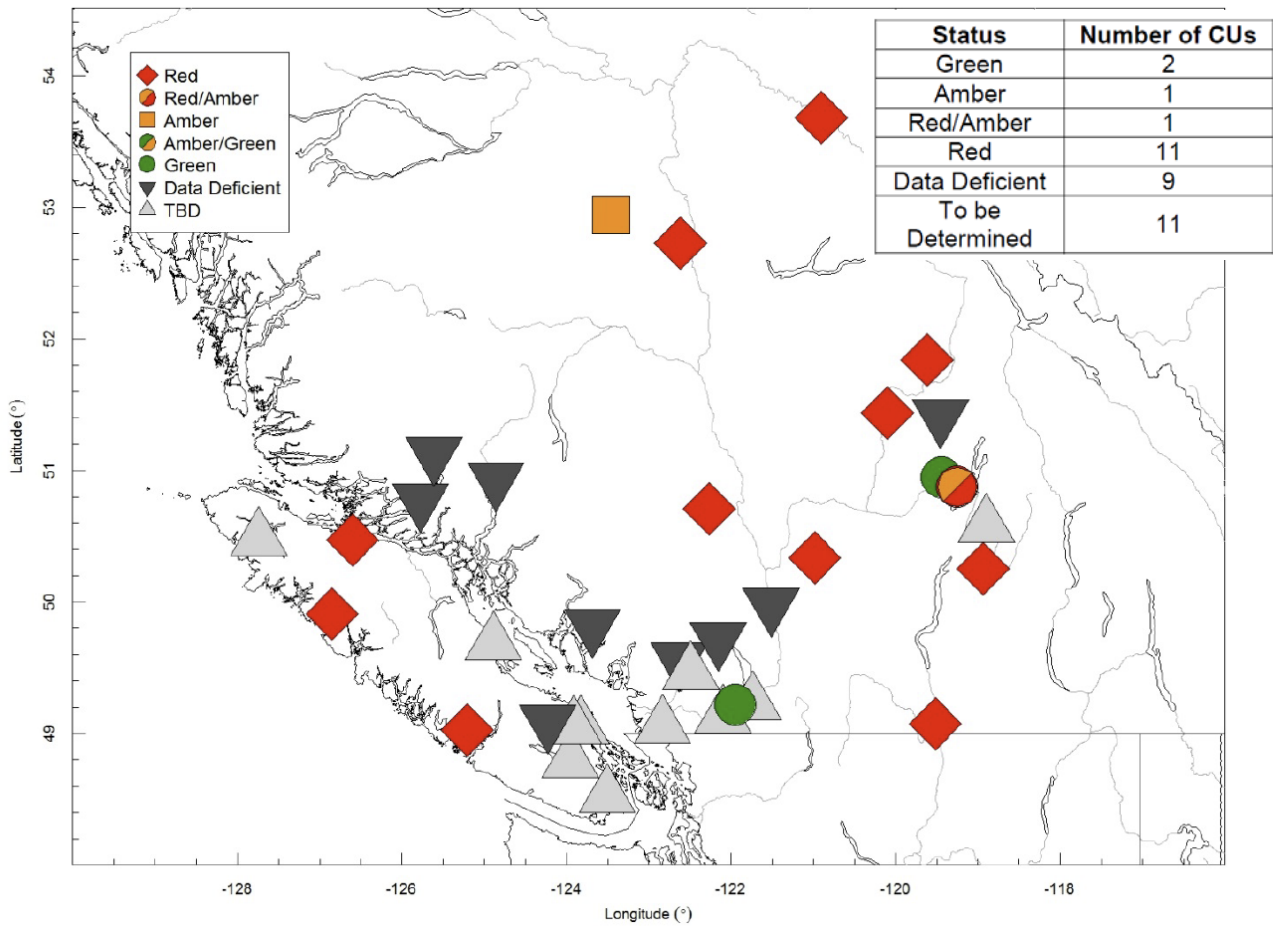 Status Number of CUs
Green 2
Amber 1
Red/Amber 1
Red 11
Data Deficient 9
To be
Determined 11
Red
Red/Amber
Amber
Amber/Green
Green
Data Deficient
TBD
54
53
52
51
50
49
Latitude (°)
-128 -126 -124 -122 -120 -118
Longitude (°)